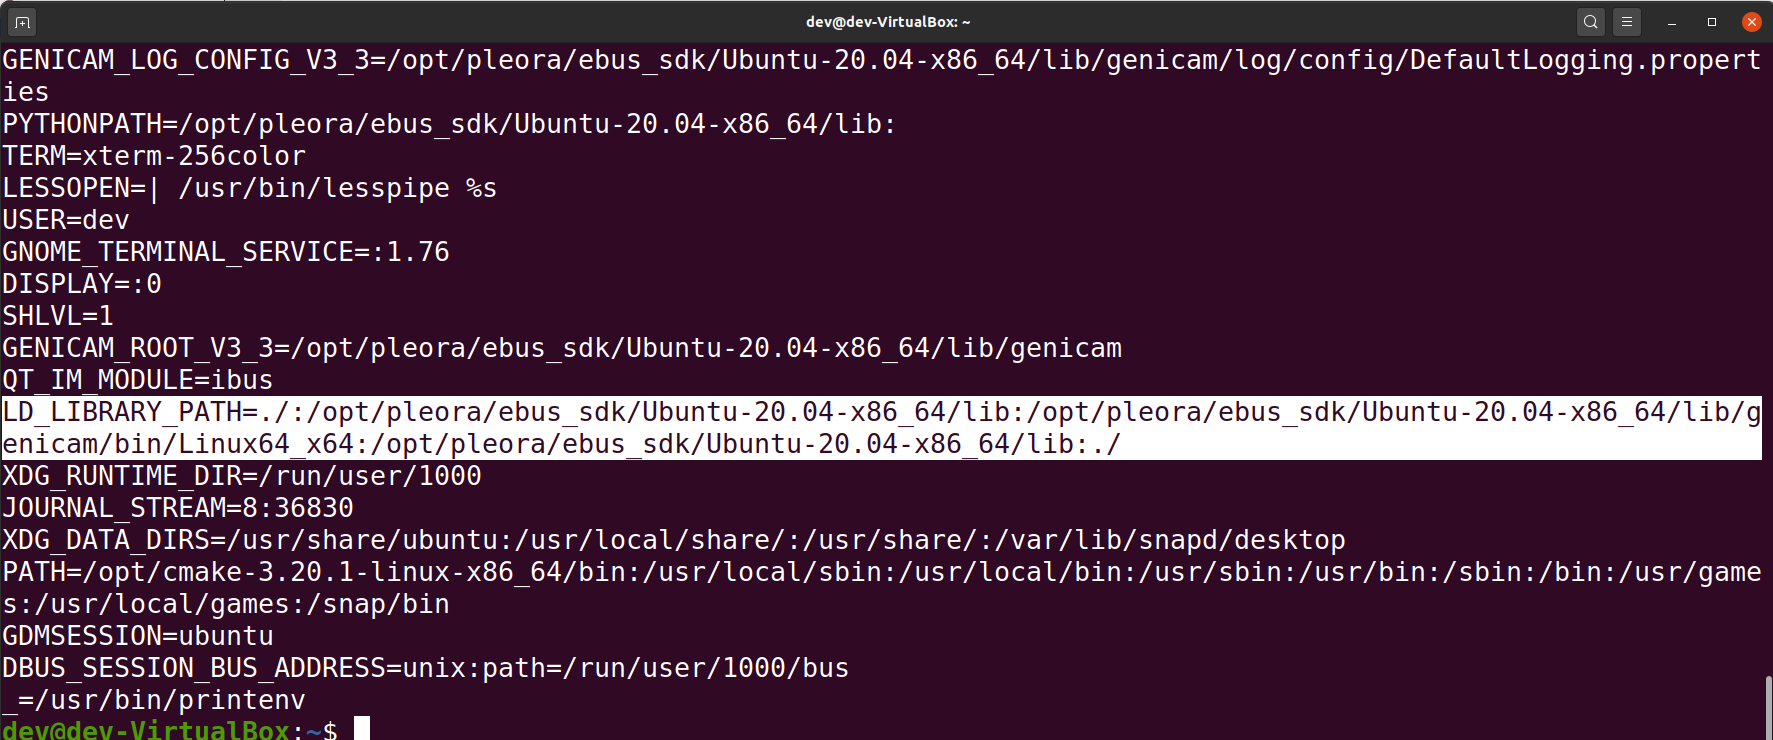 dev@dev-VirtualBox: ~
GENICAM_LOG_CONFIG_V3_3=/opt/pleora/ebus_sdk/Ubuntu-20.04-x86_64/lib/genicam/log/config/DefaultLogging.propert
ies
PYTHONPATH=/opt/pleora/ebus_sdk/Ubuntu-20.04-x86_64/lib:
TERM=xterm-256color
LESSOPEN=| /usr/bin/lesspipe %s
USER=dev
GNOME_TERMINAL_SERVICE=:1.76
DISPLAY=:0
SHLVL=1
GENICAM_ROOT_V3_3=/opt/pleora/ebus_sdk/Ubuntu-20.04-x86_64/lib/genicam
QT_IM_MODULE=ibus
LD_LIBRARY_PATH=./:/opt/pleora/ebus_sdk/Ubuntu-20.04-x86_64/lib:/opt/pleora/ebus_sdk/Ubuntu-20.04-x86_64/lib/g
enicam/bin/Linux64_x64:/opt/pleora/ebus_sdk/Ubuntu-20.04-x86_64/lib:./
XDG_RUNTIME_DIR=/run/user/1000
JOURNAL_STREAM=8:36830
XDG_DATA_DIRS=/usr/share/ubuntu:/usr/local/share/:/usr/share/:/var/lib/snapd/desktop
PATH=/opt/cmake-3.20.1-linux-x86_64/bin:/usr/local/sbin:/usr/local/bin:/usr/sbin:/usr/bin:/sbin:/bin:/usr/game
s:/usr/local/games:/snap/bin
GDMSESSION=ubuntu
DBUS_SESSION_BUS_ADDRESS=unix:path=/run/user/1000/bus
_=/usr/bin/printenv
dev@dev-VirtualBox:~$